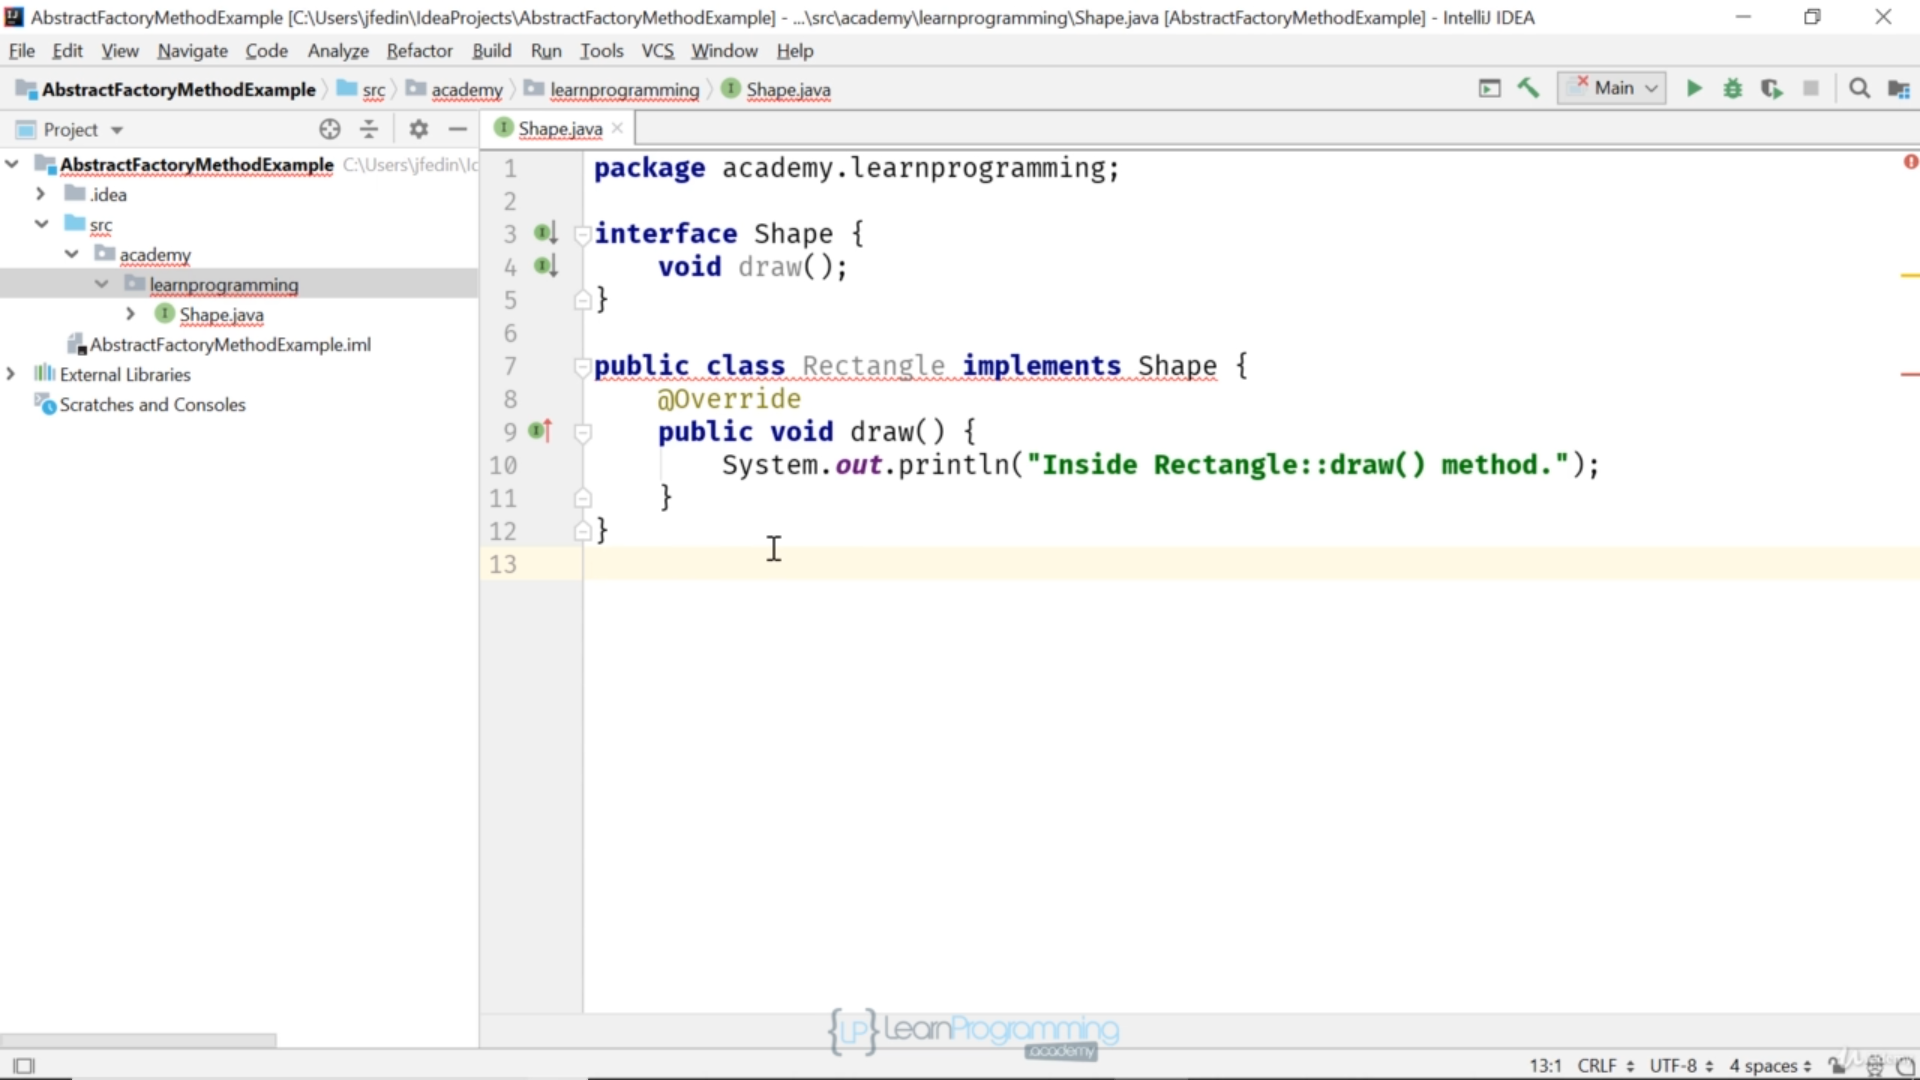 AbstractFactoryMethodExample [C:\Users\jfedin\IdeaProjects\AbstractFactoryMethodExample] - ...\src\academy\learnprogramming\Shape.java [AbstractFactoryMethodExample] - IntelliJ IDEA
File Edit View Navigate Code Analyze Refactor Build Run Tools VCS Window Help
AbstractFactoryMethodExample src academy learnprogramming Shape.java Main
Project
Shape.java
AbstractFactoryMethodExample C:\Users\jfedin\Id
.idea
src
academy
learnprogramming
Shape.java
AbstractFactoryMethodExample.iml
External Libraries
Scratches and Consoles
1 package academy.learnprogramming;
2
3 interface Shape {
4 void draw();
5 }
6
7 public class Rectangle implements Shape {
8 @Override
9 public void draw() {
10 System.out.println("Inside Rectangle::draw() method.");
11 }
12 }
13
{LP} LearnProgramming
academy
13:1 CRLF UTF-8 4 spaces